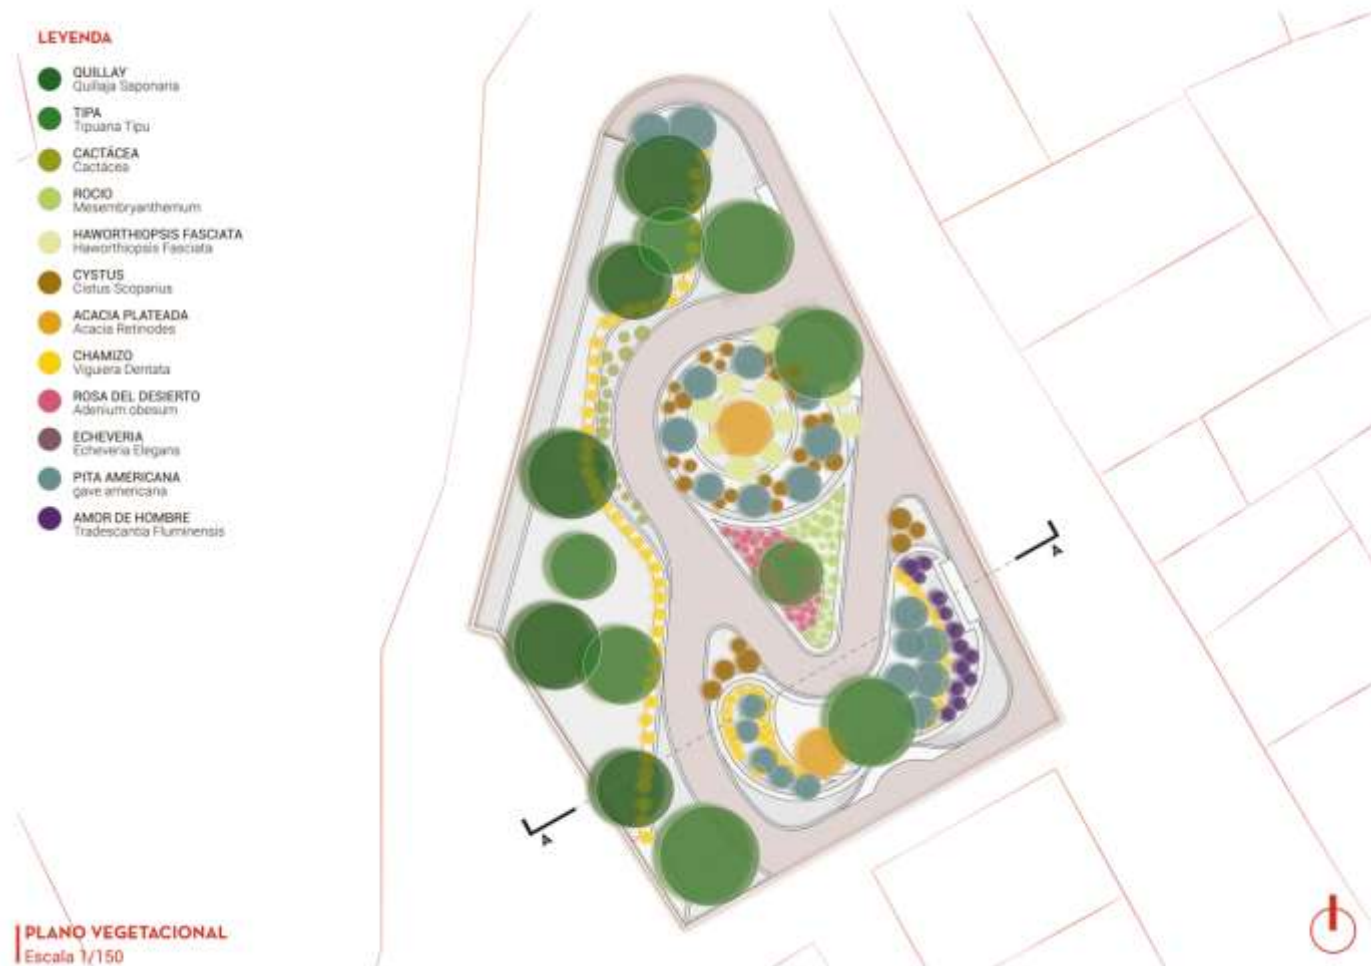 LEYENDA
QUILLAY
Quillaja Saponaria
TIPA
Tipuana Tipu
CACTÁCEA
Cactácea
ROCIO
Mesembryanthemum
HAWORTHIOPSIS FASCIATA
Haworthiopsis Fasciata
CYSTUS
Cistus Scoparius
ACACIA PLATEADA
Acacia Retinodes
CHAMIZO
Viguiera Dentata
ROSA DEL DESIERTO
Adenium obesum
ECHEVERIA
Echeveria Elegans
PITA AMERICANA
gave americana
AMOR DE HOMBRE
Tradescantia Fluminensis
A
A
PLANO VEGETACIONAL
Escala 1/150